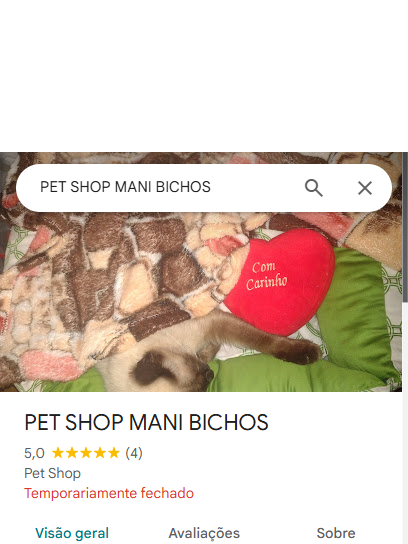 PET SHOP MANI BICHOS
Com
Carinho
PET SHOP MANI BICHOS
5,0 ★★★★★ (4)
Pet Shop
Temporariamente fechado
Visão geral Avaliações Sobre